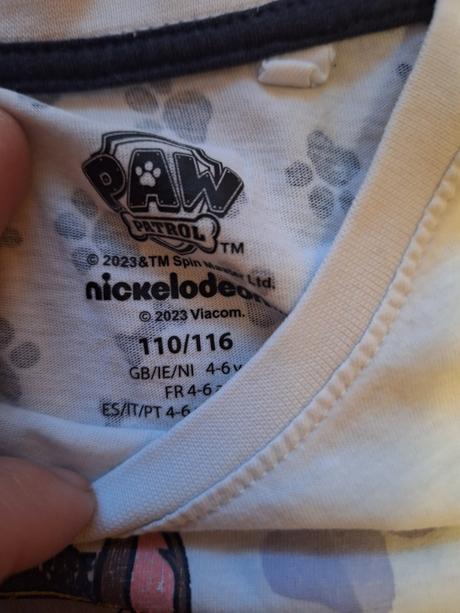 PAW
PATROL
TM
© 2023&TM Spin Master Ltd.
nickelodeon
© 2023 Viacom.
110/116
GB/IE/NI 4-6 y
FR 4-6 a
ES/IT/PT 4-6